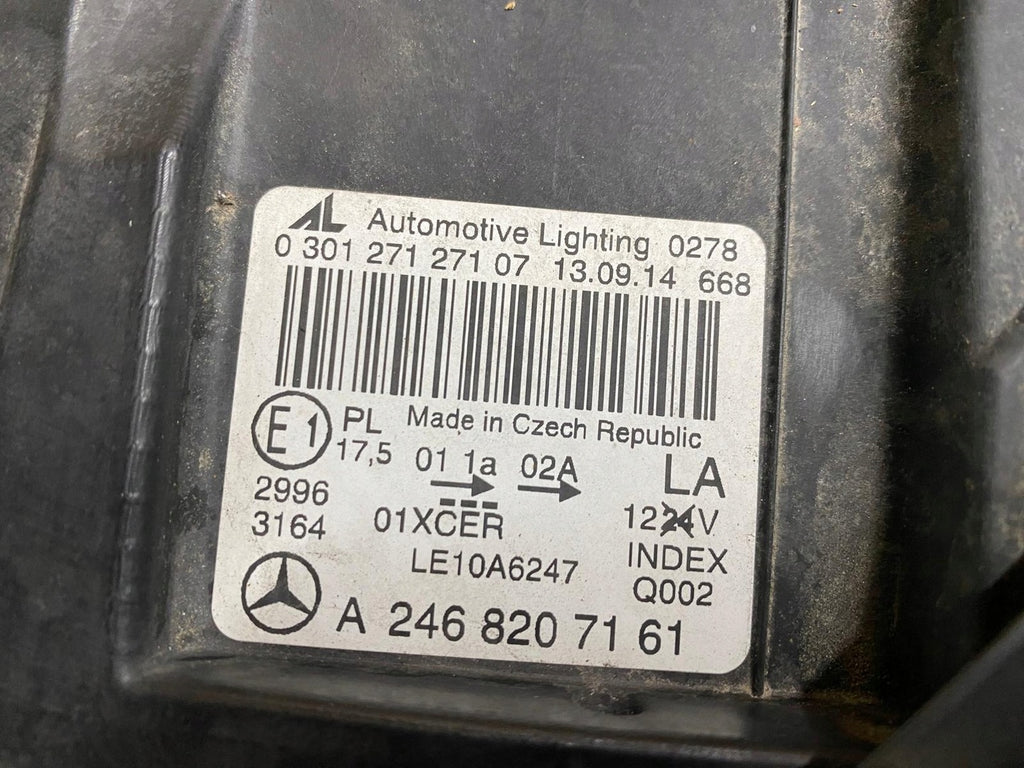 AL Automotive Lighting 0278
0 301 271 271 07 13.09.14 668
E1 PL Made in Czech Republic
17,5 01 1a 02A LA
2996
3164 01XCER 1224V
LE10A6247 INDEX
Q002
A 246 820 71 61